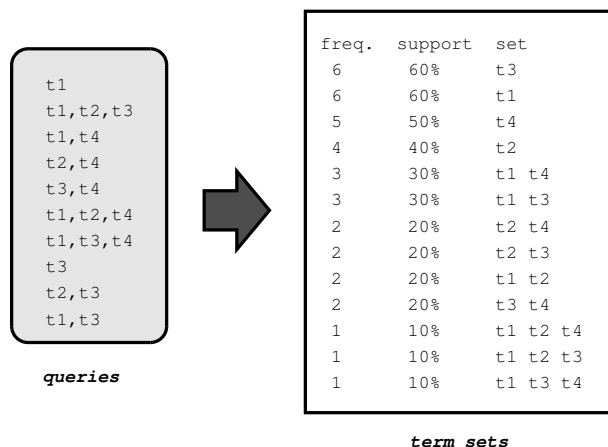 t1
t1,t2,t3
t1,t4
t2,t4
t3,t4
t1,t2,t4
t1,t3,t4
t3
t2,t3
t1,t3
queries
freq. support set
6 60% t3
6 60% t1
5 50% t4
4 40% t2
3 30% t1 t4
3 30% t1 t3
2 20% t2 t4
2 20% t2 t3
2 20% t1 t2
2 20% t3 t4
1 10% t1 t2 t4
1 10% t1 t2 t3
1 10% t1 t3 t4
term sets